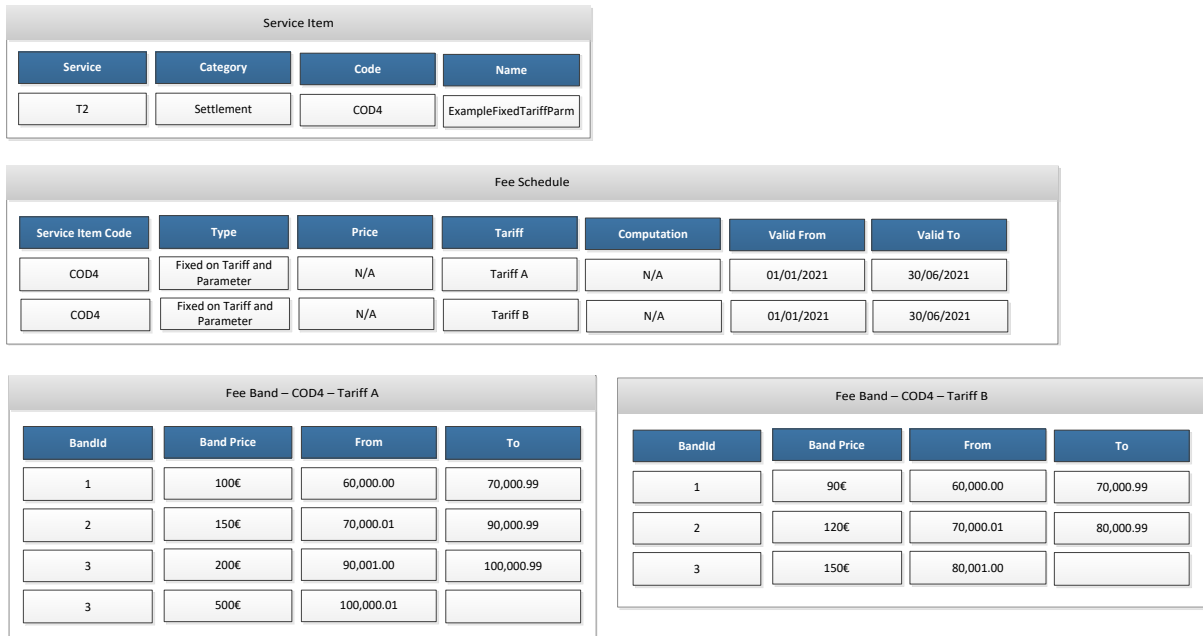 Service Item
Service Category Code Name
T2 Settlement COD4 ExampleFixedTariffParm
Fee Schedule
Service Item Code Type Price Tariff Computation Valid From Valid To
COD4 Fixed on Tariff and Parameter N/A Tariff A N/A 01/01/2021 30/06/2021
COD4 Fixed on Tariff and Parameter N/A Tariff B N/A 01/01/2021 30/06/2021
Fee Band – COD4 – Tariff A
BandId Band Price From To
1 100€ 60,000.00 70,000.99
2 150€ 70,000.01 90,000.99
3 200€ 90,001.00 100,000.99
3 500€ 100,000.01
Fee Band – COD4 – Tariff B
BandId Band Price From To
1 90€ 60,000.00 70,000.99
2 120€ 70,000.01 80,000.99
3 150€ 80,001.00